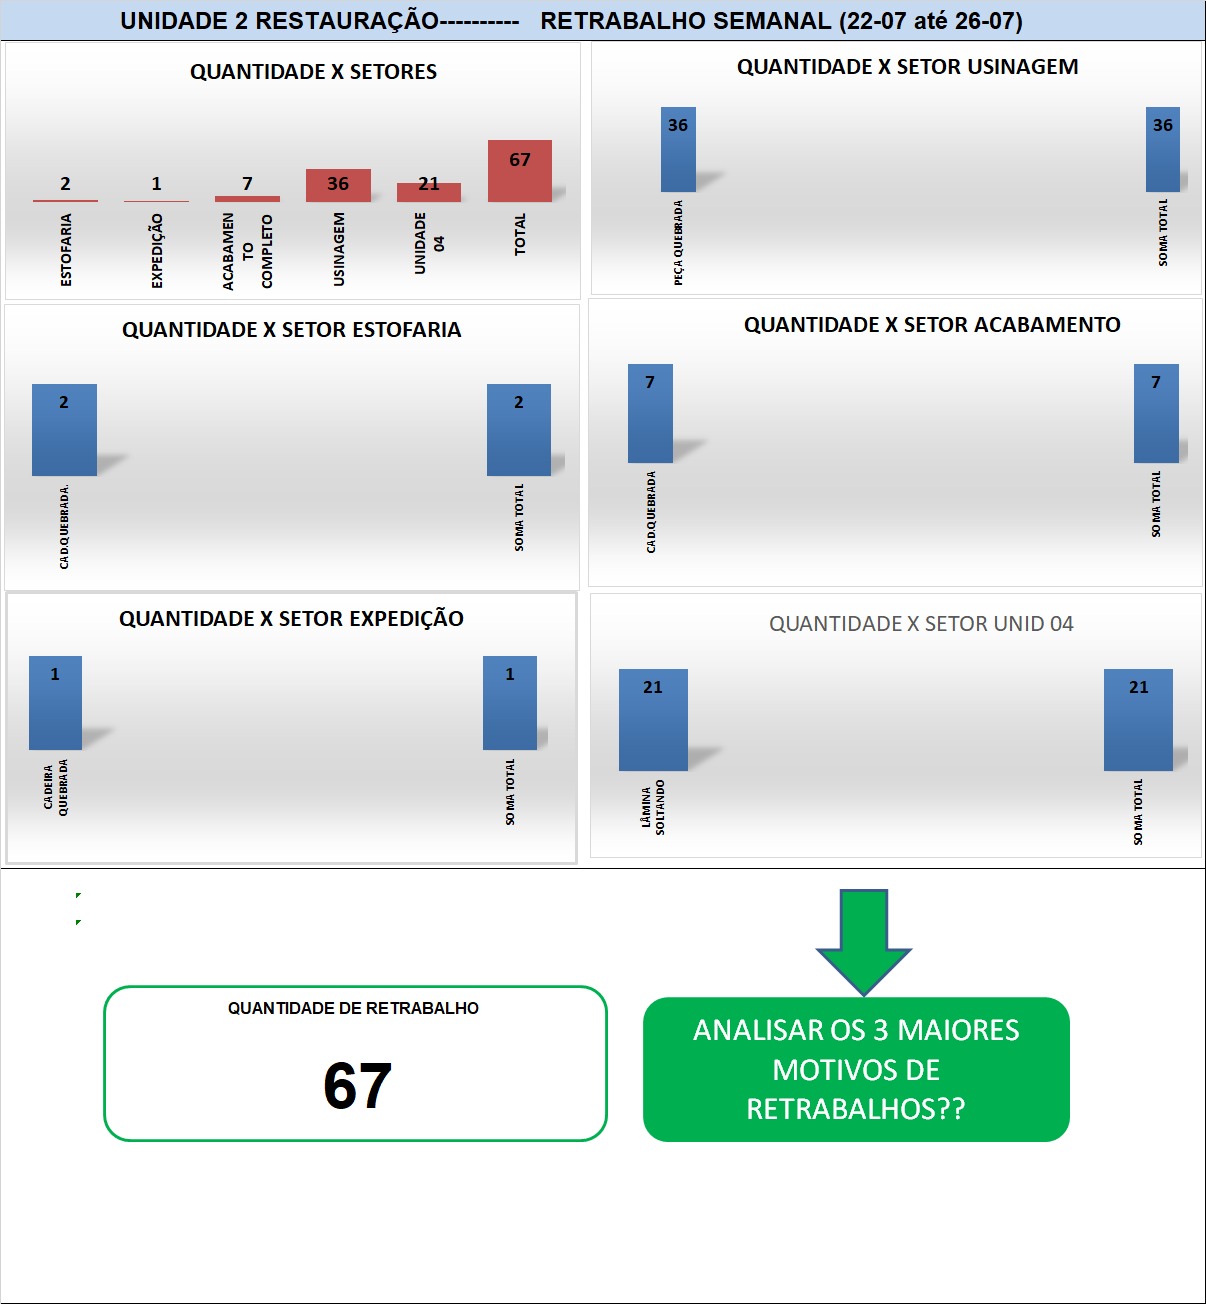 UNIDADE 2 RESTAURAÇÃO---------- RETRABALHO SEMANAL (22-07 até 26-07)
QUANTIDADE X SETORES
2
1
7
36
21
67
ESTOFARIA
EXPEDIÇÃO
ACABAMEN
TO
COMPLETO
USINAGEM
UNIDADE
04
TOTAL
QUANTIDADE X SETOR USINAGEM
36
36
PEÇA QUEBRADA
SOMA TOTAL
QUANTIDADE X SETOR ESTOFARIA
2
2
CAD.QUEBRADA.
SOMA TOTAL
QUANTIDADE X SETOR ACABAMENTO
7
7
CAD.QUEBRADA
SOMA TOTAL
QUANTIDADE X SETOR EXPEDIÇÃO
1
1
CADEIRA
QUEBRADA
SOMA TOTAL
QUANTIDADE X SETOR UNID 04
21
21
LÂMINA
SOLTANDO
SOMA TOTAL
QUANTIDADE DE RETRABALHO
67
ANALISAR OS 3 MAIORES
MOTIVOS DE
RETRABALHOS??